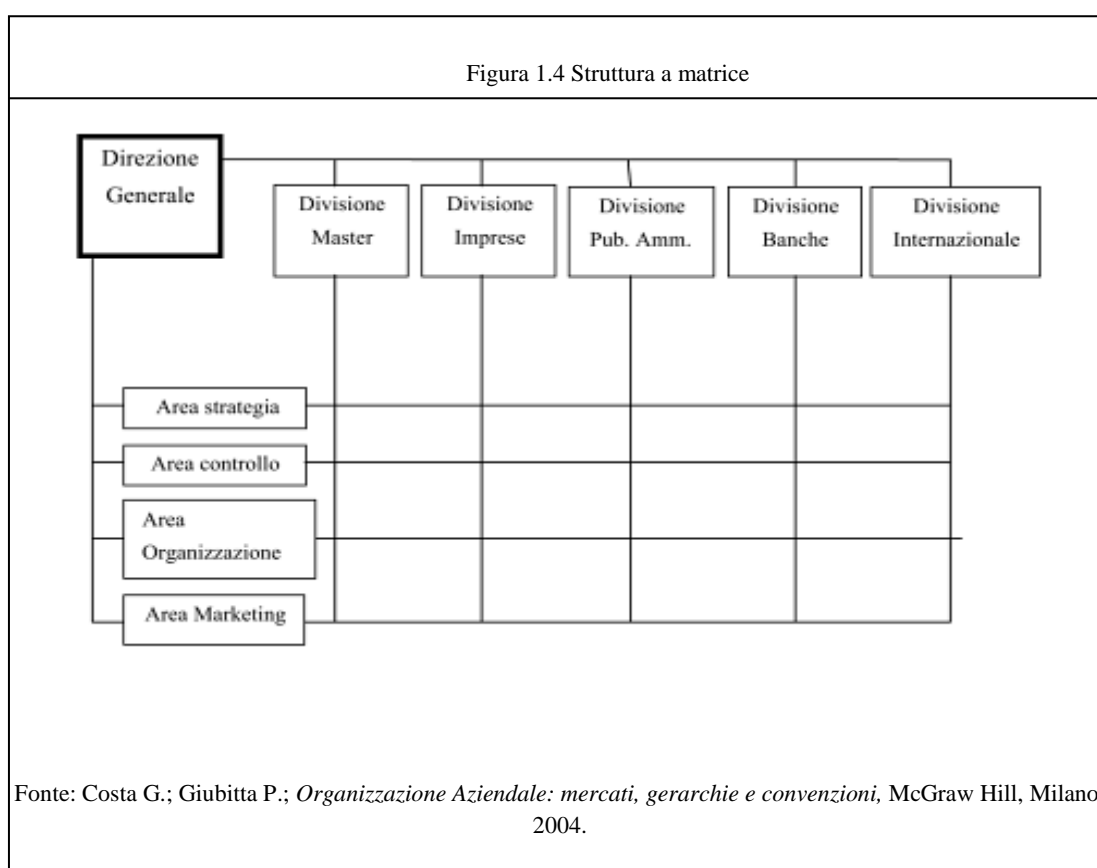 Figura 1.4 Struttura a matrice
Direzione
Generale
Divisione
Master
Divisione
Imprese
Divisione
Pub. Amm.
Divisione
Banche
Divisione
Internazionale
Area strategia
Area controllo
Area
Organizzazione
Area Marketing
Fonte: Costa G.; Giubitta P.; Organizzazione Aziendale: mercati, gerarchie e convenzioni, McGraw Hill, Milano
2004.